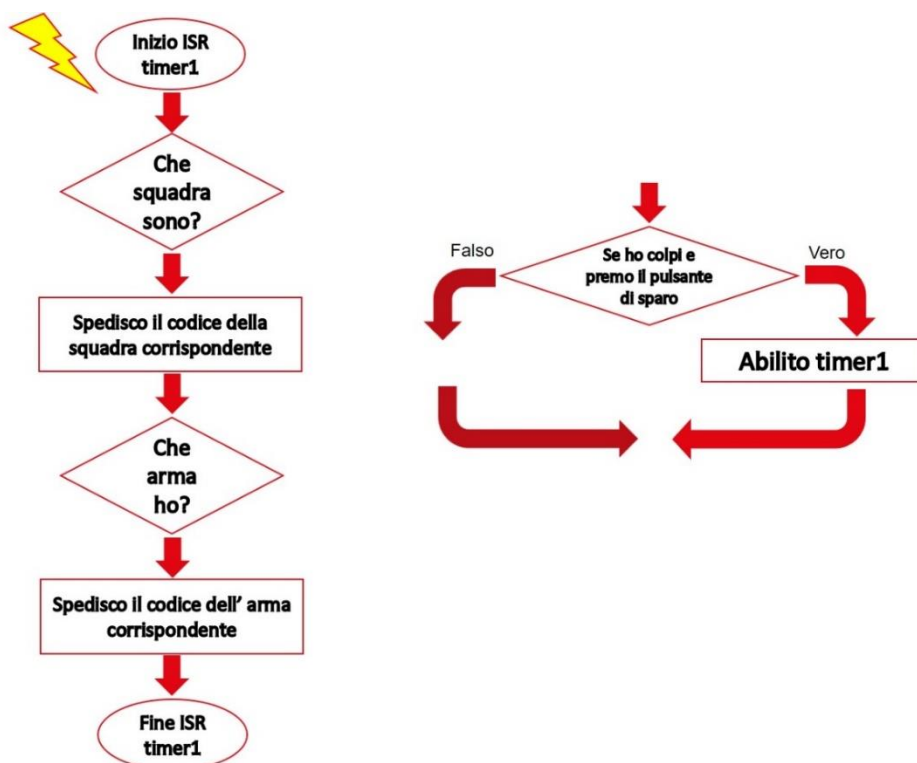 Inizio ISR
timer1
Che
squadra
sono?
Spedisco il codice della
squadra corrispondente
Che
arma
ho?
Spedisco il codice dell' arma
corrispondente
Fine ISR
timer1
Falso
Se ho colpi e
premo il pulsante
di sparo
Vero
Abilito timer1